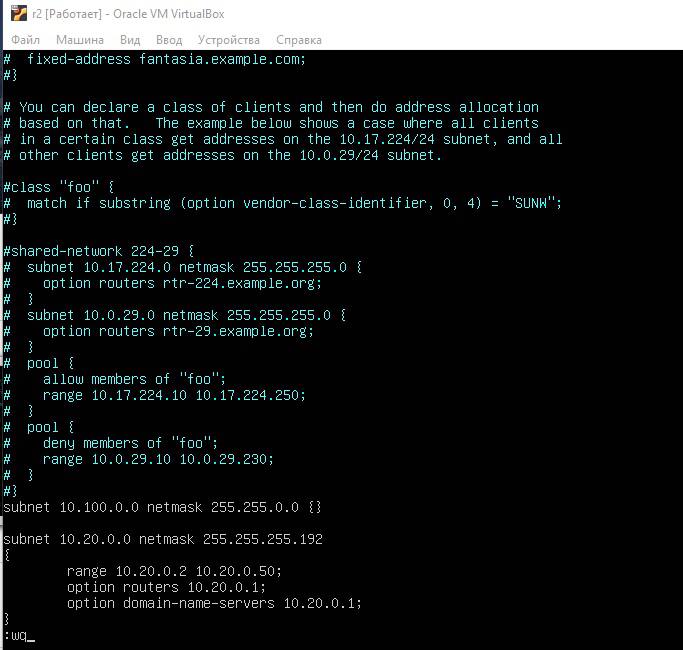 r2 [Работает] - Oracle VM VirtualBox
Файл Машина Вид Ввод Устройства Справка
#  fixed-address fantasia.example.com;
#}
# You can declare a class of clients and then do address allocation
# based on that.   The example below shows a case where all clients
# in a certain class get addresses on the 10.17.224/24 subnet, and all
# other clients get addresses on the 10.0.29/24 subnet.
#class "foo" {
#  match if substring (option vendor-class-identifier, 0, 4) = "SUNW";
#}
#shared-network 224-29 {
#  subnet 10.17.224.0 netmask 255.255.255.0 {
#    option routers rtr-224.example.org;
#  }
#  subnet 10.0.29.0 netmask 255.255.255.0 {
#    option routers rtr-29.example.org;
#  }
#  pool {
#    allow members of "foo";
#    range 10.17.224.10 10.17.224.250;
#  }
#  pool {
#    deny members of "foo";
#    range 10.0.29.10 10.0.29.230;
#  }
#}
subnet 10.100.0.0 netmask 255.255.0.0 {}
subnet 10.20.0.0 netmask 255.255.255.192
{
        range 10.20.0.2 10.20.0.50;
        option routers 10.20.0.1;
        option domain-name-servers 10.20.0.1;
}
:wq_